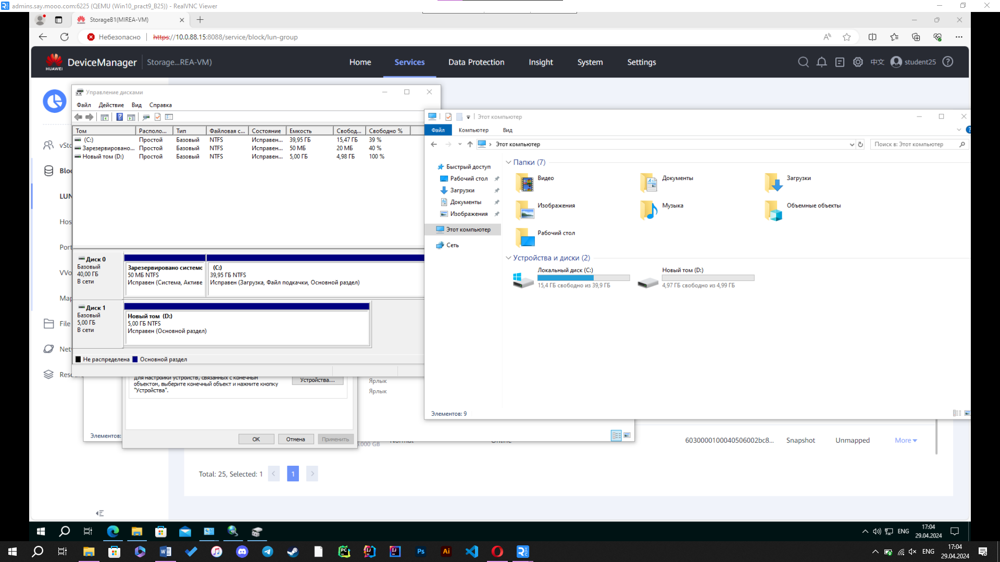 admins.say.mooo.com:6225 (QEMU (Win10_pract9_B25)) - RealVNC Viewer
StorageB1(MIREA-VM)
Небезопасно
https://10.0.88.15:8088/service/block/lun-group
HUAWEI
DeviceManager
Storage...REA-VM)
Home
Services
Data Protection
Insight
System
Settings
中文
student25
Управление дисками
Файл
Действие
Вид
Справка
Том
Располо...
Тип
Файловая с...
Состояние
Емкость
Свобод...
Свободно %
(C:)
Простой
Базовый
NTFS
Исправен...
39,95 ГБ
15,47 ГБ
39 %
Зарезервировано...
Простой
Базовый
NTFS
Исправен...
50 МБ
20 МБ
40 %
Новый том (D:)
Простой
Базовый
NTFS
Исправен...
5,00 ГБ
4,98 ГБ
100 %
Диск 0
Базовый
40,00 ГБ
В сети
Зарезервировано системс
50 МБ NTFS
Исправен (Система, Активе
(C:)
39,95 ГБ NTFS
Исправен (Загрузка, Файл подкачки, Основной раздел)
Диск 1
Базовый
5,00 ГБ
В сети
Новый том (D:)
5,00 ГБ NTFS
Исправен (Основной раздел)
Не распределена
Основной раздел
vSto
Bloc
LUN
Hos
Port
VVo
Map
File
Netw
Этот компьютер
Файл
Компьютер
Вид
Этот компьютер
Поиск в: Этот компьютер
Быстрый доступ
Рабочий стол
Загрузки
Документы
Изображения
Этот компьютер
Сеть
Папки (7)
Видео
Документы
Загрузки
Изображения
Музыка
Объемные объекты
Рабочий стол
Устройства и диски (2)
Локальный диск (C:)
15,4 ГБ свободно из 39,9 ГБ
Новый том (D:)
4,97 ГБ свободно из 4,99 ГБ
Элементов: 9
Для настройки устройств, связанных с конечным
объектом, выберите конечный объект и нажмите кнопку
"Устройства".
Устройства...
Ярлык
Ярлык
Элементов:
ОК
Отмена
Применить
6030000100040506002bc8...
Snapshot
Unmapped
More
Total: 25, Selected: 1
1
ENG
17:04
29.04.2024
ENG
17:04
29.04.2024